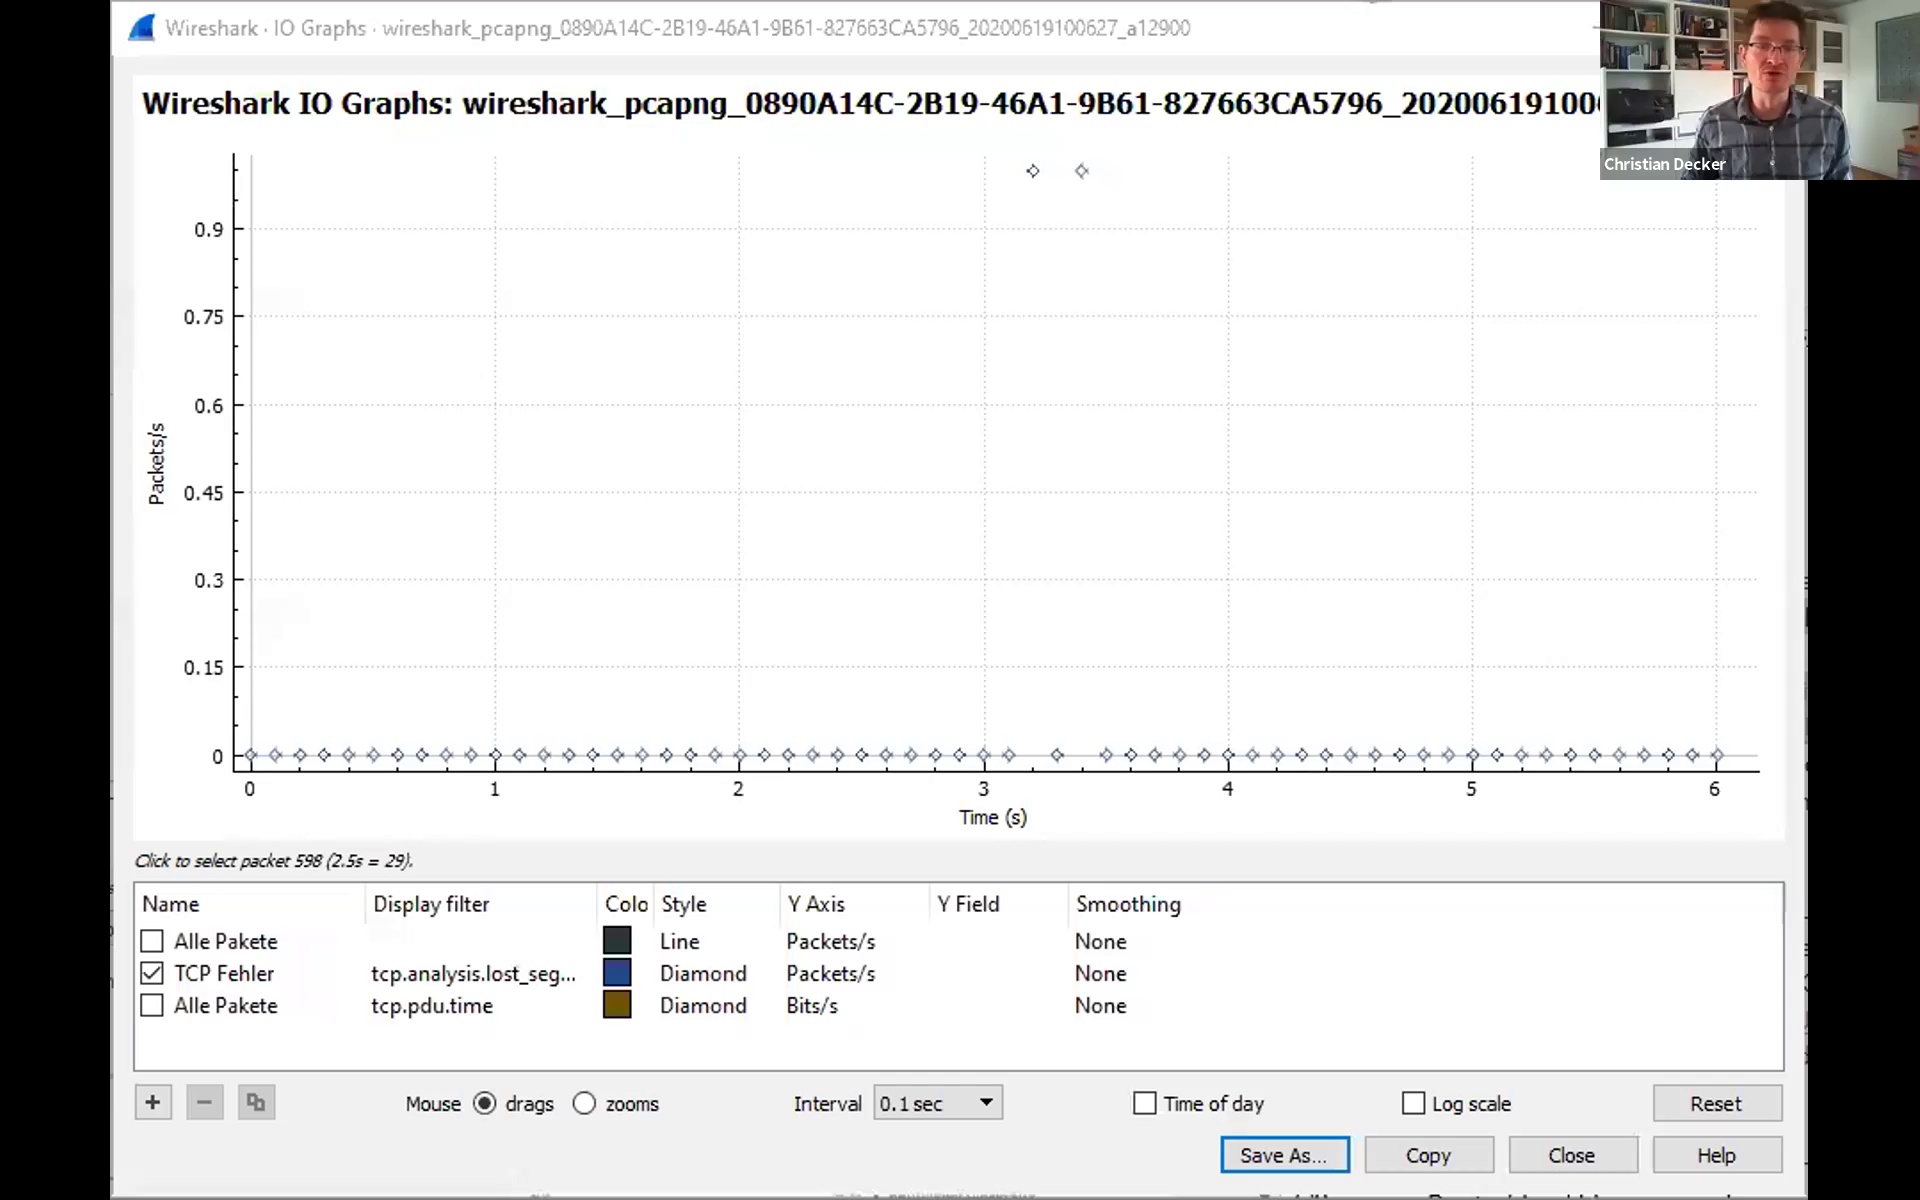 Wireshark · IO Graphs · wireshark_pcapng_0890A14C-2B19-46A1-9B61-827663CA5796_20200619100627_a12900
Wireshark IO Graphs: wireshark_pcapng_0890A14C-2B19-46A1-9B61-827663CA5796_202006191006
Christian Decker
0.9
0.75
0.6
0.45
0.3
0.15
0
Packets/s
0 1 2 3 4 5 6
Time (s)
Click to select packet 598 (2.5s = 29).
Name Display filter Colo Style Y Axis Y Field Smoothing
Alle Pakete Line Packets/s None
TCP Fehler tcp.analysis.lost_seg... Diamond Packets/s None
Alle Pakete tcp.pdu.time Diamond Bits/s None
Mouse drags zooms Interval 0.1 sec Time of day Log scale Reset
Save As... Copy Close Help